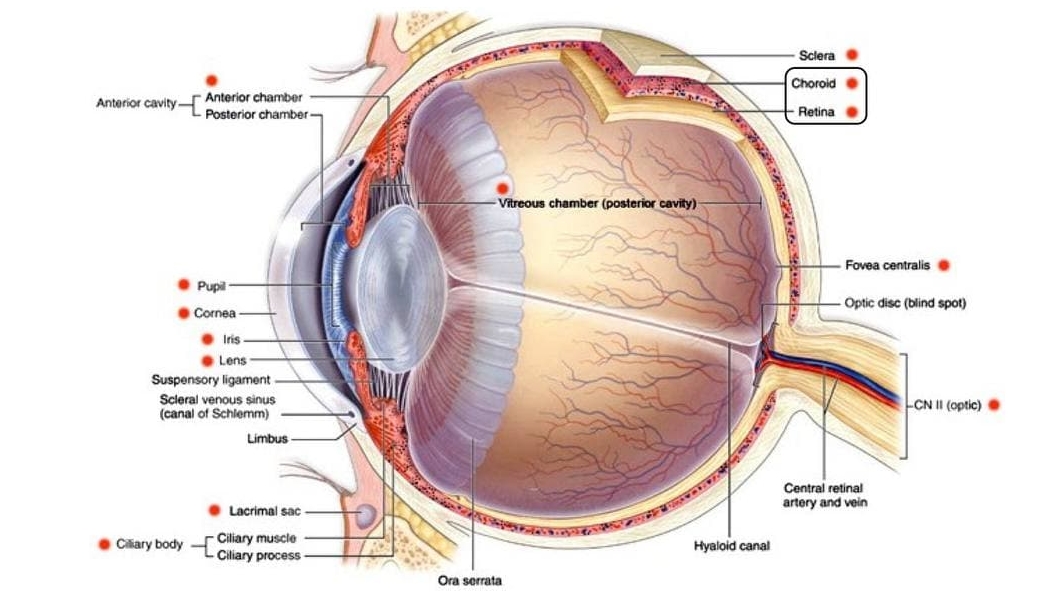 Sclera
Choroid
Retina
Anterior cavity
Anterior chamber
Posterior chamber
Vitreous chamber (posterior cavity)
Fovea centralis
Optic disc (blind spot)
Pupil
Cornea
Iris
Lens
Suspensory ligament
Scleral venous sinus
(canal of Schlemm)
Limbus
CN II (optic)
Central retinal
artery and vein
Lacrimal sac
Ciliary body
Ciliary muscle
Ciliary process
Hyaloid canal
Ora serrata